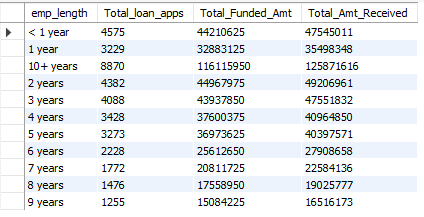 emp_length Total_loan_apps Total_Funded_Amt Total_Amt_Received
< 1 year 4575 44210625 47545011
1 year 3229 32883125 35498348
10+ years 8870 116115950 125871616
2 years 4382 44967975 49206961
3 years 4088 43937850 47551832
4 years 3428 37600375 40964850
5 years 3273 36973625 40397571
6 years 2228 25612650 27908658
7 years 1772 20811725 22584136
8 years 1476 17558950 19025777
9 years 1255 15084225 16516173